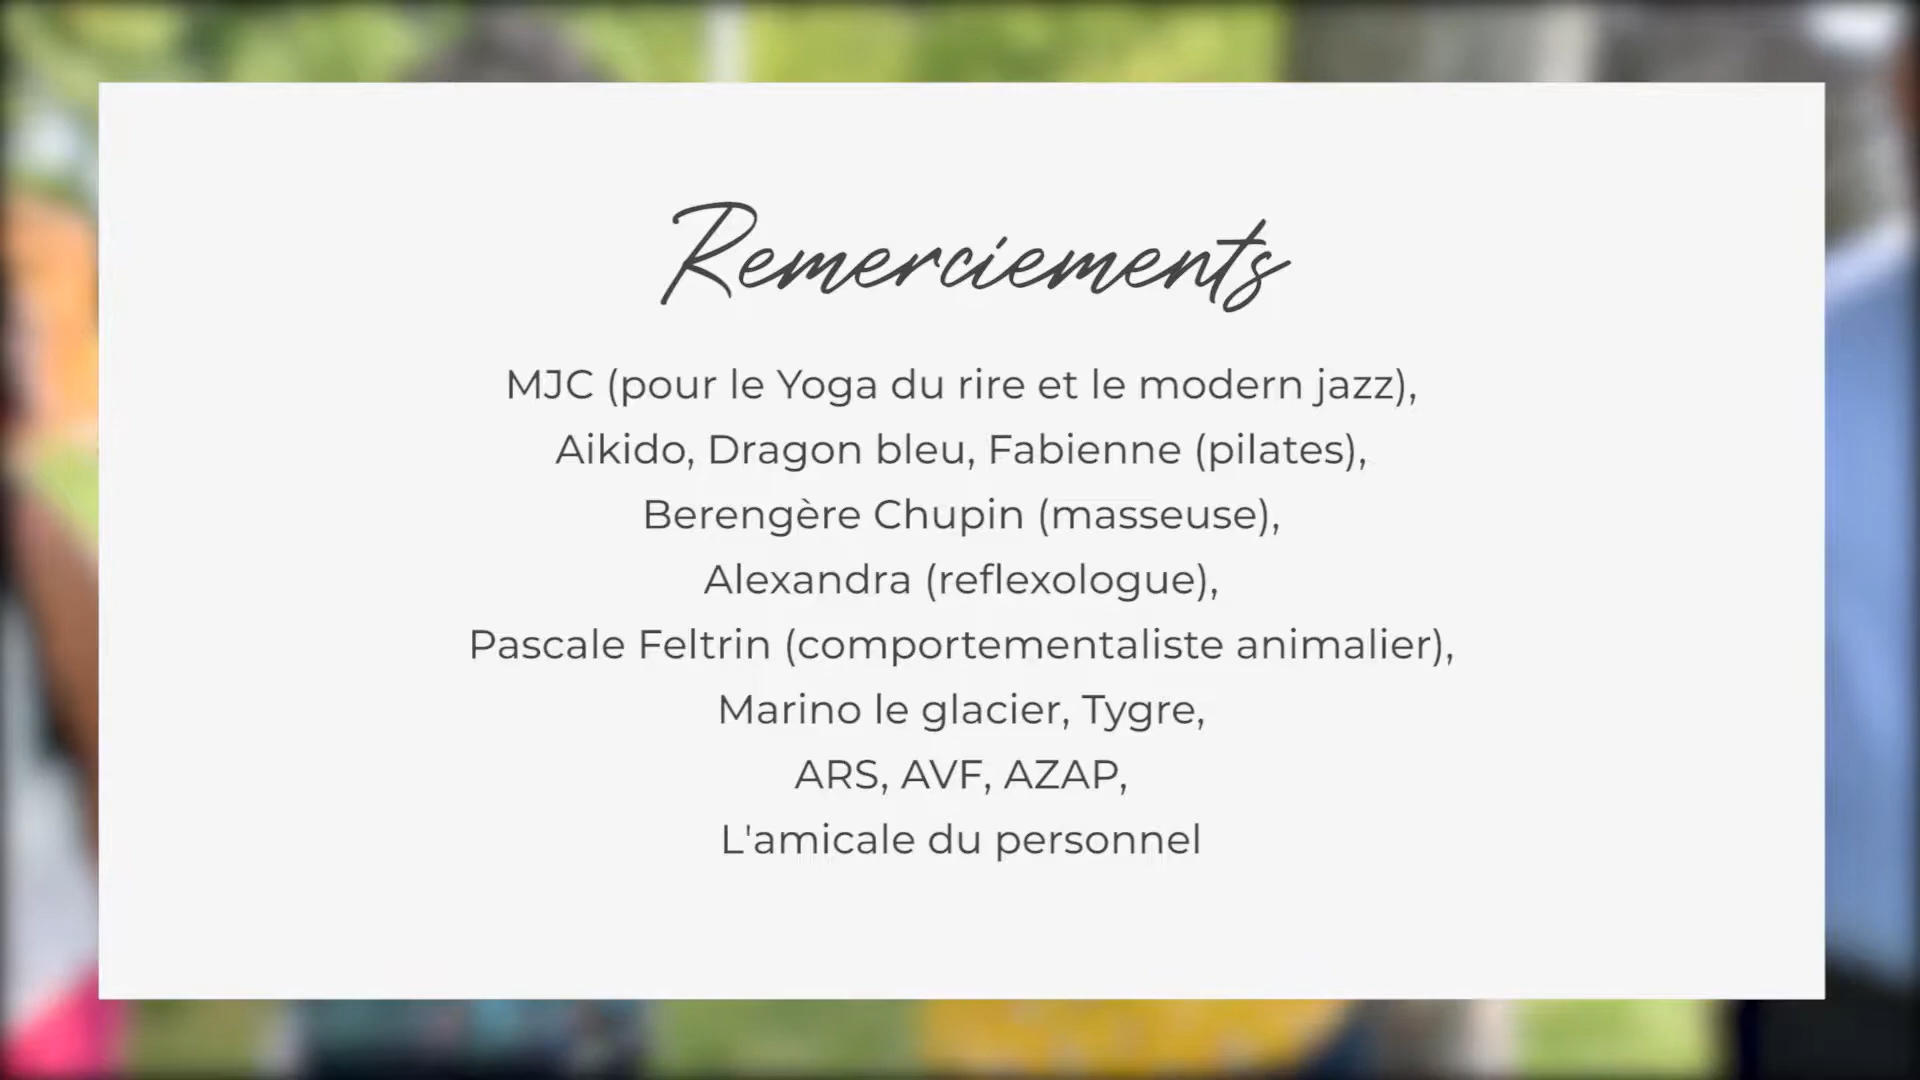 Remerciements
MJC (pour le Yoga du rire et le modern jazz),
Aikido, Dragon bleu, Fabienne (pilates),
Berengère Chupin (masseuse),
Alexandra (reflexologue),
Pascale Feltrin (comportementaliste animalier),
Marino le glacier, Tygre,
ARS, AVF, AZAP,
L'amicale du personnel